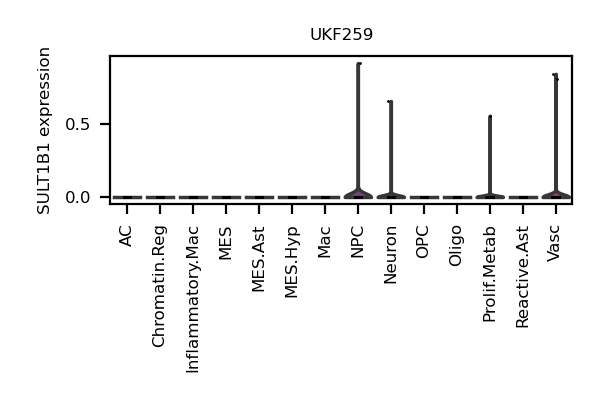 UKF259
SULT1B1 expression
0.5
0.0
AC
Chromatin.Reg
Inflammatory.Mac
MES
MES.Ast
MES.Hyp
Mac
NPC
Neuron
OPC
Oligo
Prolif.Metab
Reactive.Ast
Vasc